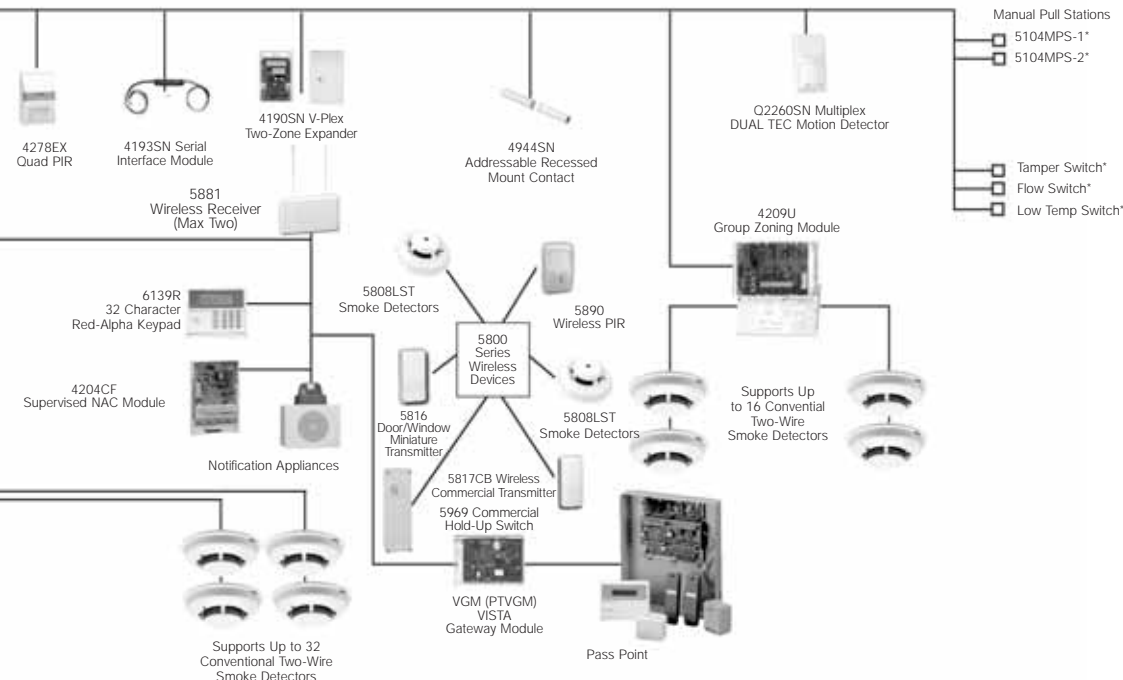 Manual Pull Stations
5104MPS-1*
5104MPS-2*
4278EX
Quad PIR
4193SN Serial
Interface Module
4190SN V-Plex
Two-Zone Expander
4944SN
Addressable Recessed
Mount Contact
Q2260SN Multiplex
DUAL TEC Motion Detector
Tamper Switch*
Flow Switch*
Low Temp Switch*
5881
Wireless Receiver
(Max Two)
4209U
Group Zoning Module
6139R
32 Character
Red-Alpha Keypad
5808LST
Smoke Detectors
5890
Wireless PIR
5800
Series
Wireless
Devices
4204CF
Supervised NAC Module
5816
Door/Window
Miniature
Transmitter
5808LST
Smoke Detectors
Supports Up
to 16 Convential
Two-Wire
Smoke Detectors
Notification Appliances
5817CB Wireless
Commercial Transmitter
5969 Commercial
Hold-Up Switch
VGM (PTVGM)
VISTA
Gateway Module
Pass Point
Supports Up to 32
Conventional Two-Wire
Smoke Detectors